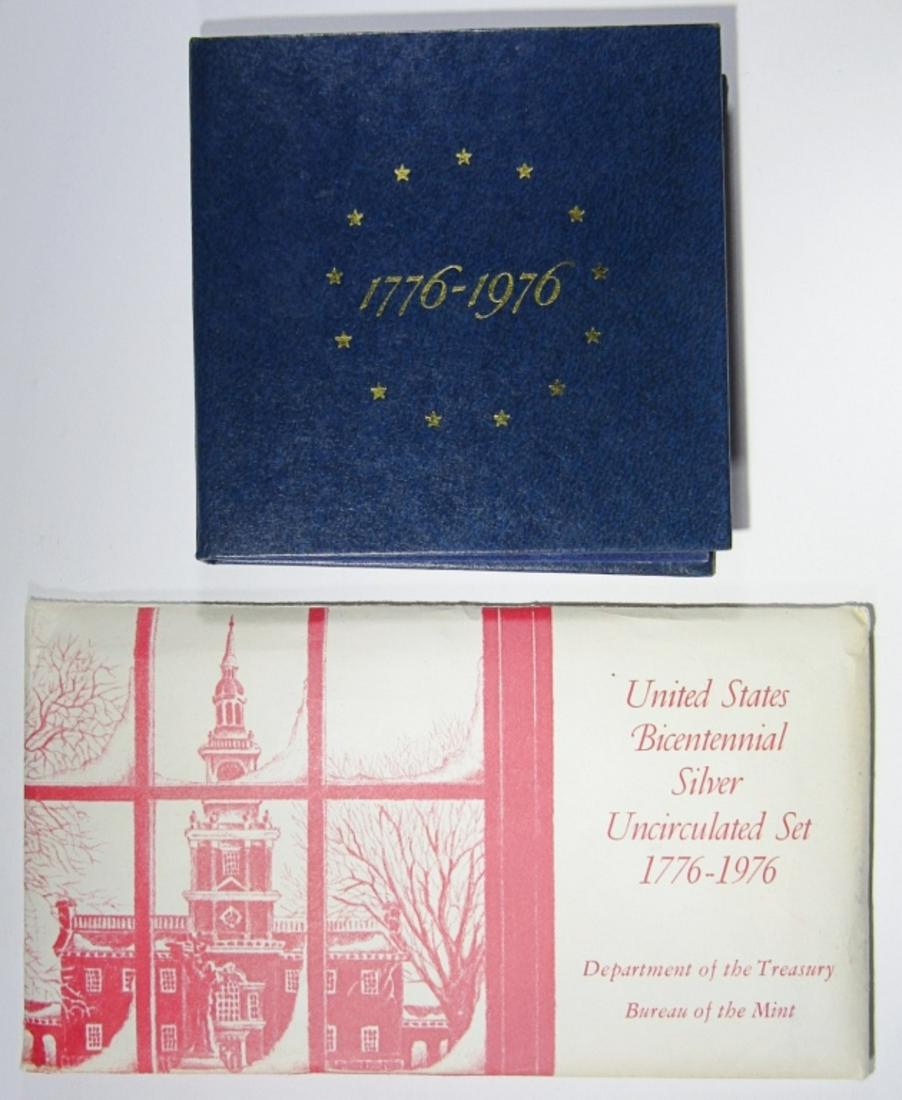 1776-1976
United States
Bicentennial
Silver
Uncirculated Set
1776-1976
Department of the Treasury
Bureau of the Mint